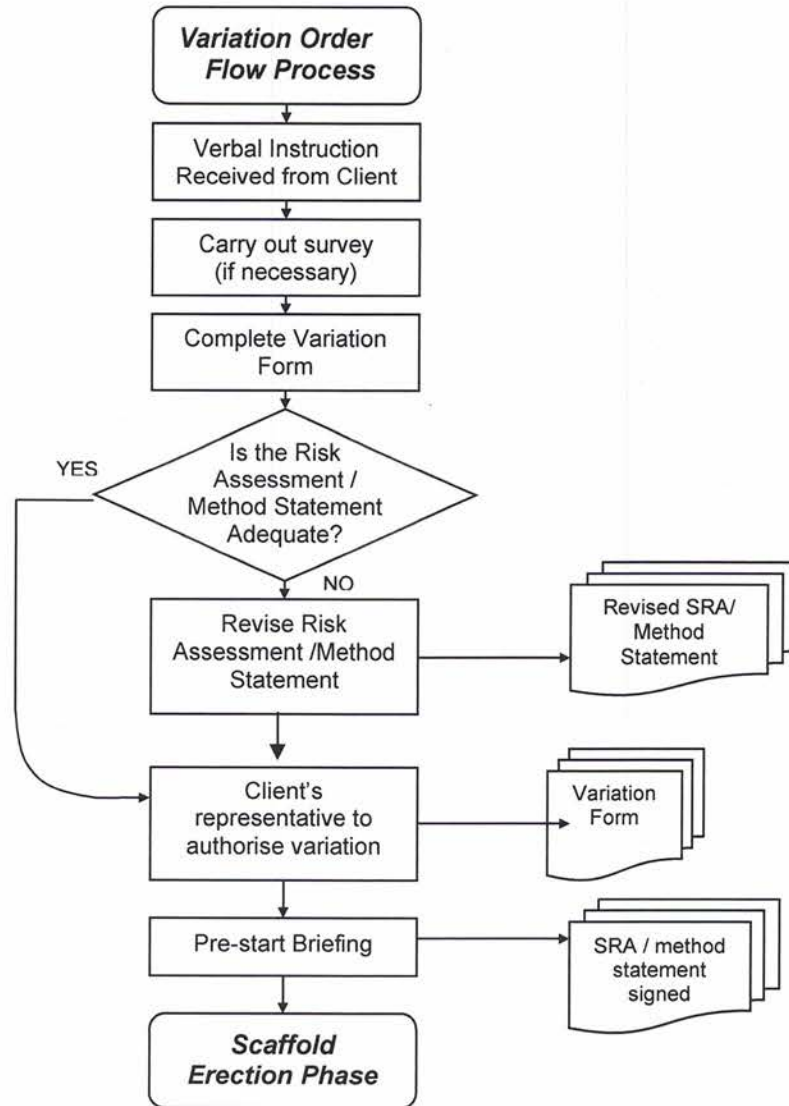 Variation Order
Flow Process
Verbal Instruction
Received from Client
Carry out survey
(if necessary)
Complete Variation
Form
Is the Risk
Assessment /
Method Statement
Adequate?
YES
NO
Revise Risk
Assessment /Method
Statement
Revised SRA/
Method
Statement
Client's
representative to
authorise variation
Variation
Form
Pre-start Briefing
SRA / method
statement
signed
Scaffold
Erection Phase